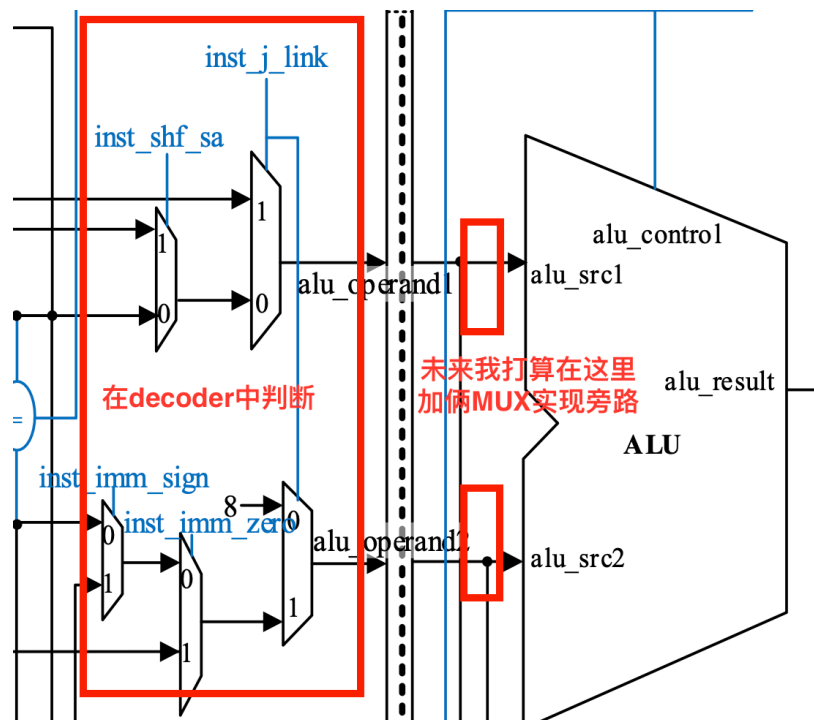 inst_j_link
inst_shf_sa
1
1
0
0
alu_operand1
alu_control
alu_src1
在decoder中判断
未来我打算在这里
加俩MUX实现旁路
alu_result
=
ALU
inst_imm_sign
8
0
inst_imm_zero
0
0
alu_operand2
alu_src2
1
1
1